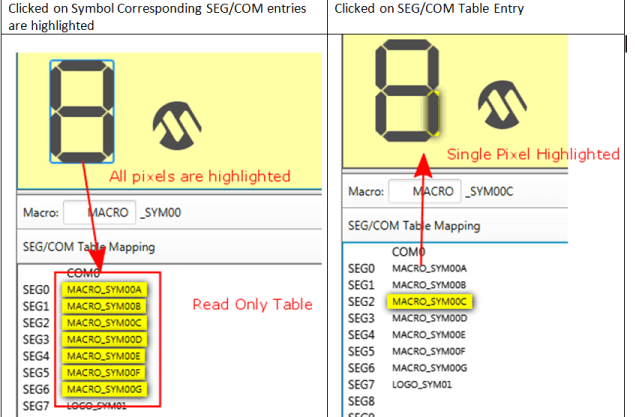 Clicked on Symbol Corresponding SEG/COM entries
are highlighted
All pixels are highlighted
Macro: MACRO _SYM00
SEG/COM Table Mapping
COM0
SEG0 MACRO_SYM00A
SEG1 MACRO_SYM00B
SEG2 MACRO_SYM00C
SEG3 MACRO_SYM00D
SEG4 MACRO_SYM00E
SEG5 MACRO_SYM00F
SEG6 MACRO_SYM00G
SEG7 LOGO_SYM01
Read Only Table
Clicked on SEG/COM Table Entry
Single Pixel Highlighted
Macro: MACRO _SYM00C
SEG/COM Table Mapping
COM0
SEG0 MACRO_SYM00A
SEG1 MACRO_SYM00B
SEG2 MACRO_SYM00C
SEG3 MACRO_SYM00D
SEG4 MACRO_SYM00E
SEG5 MACRO_SYM00F
SEG6 MACRO_SYM00G
SEG7 LOGO_SYM01
SEG8